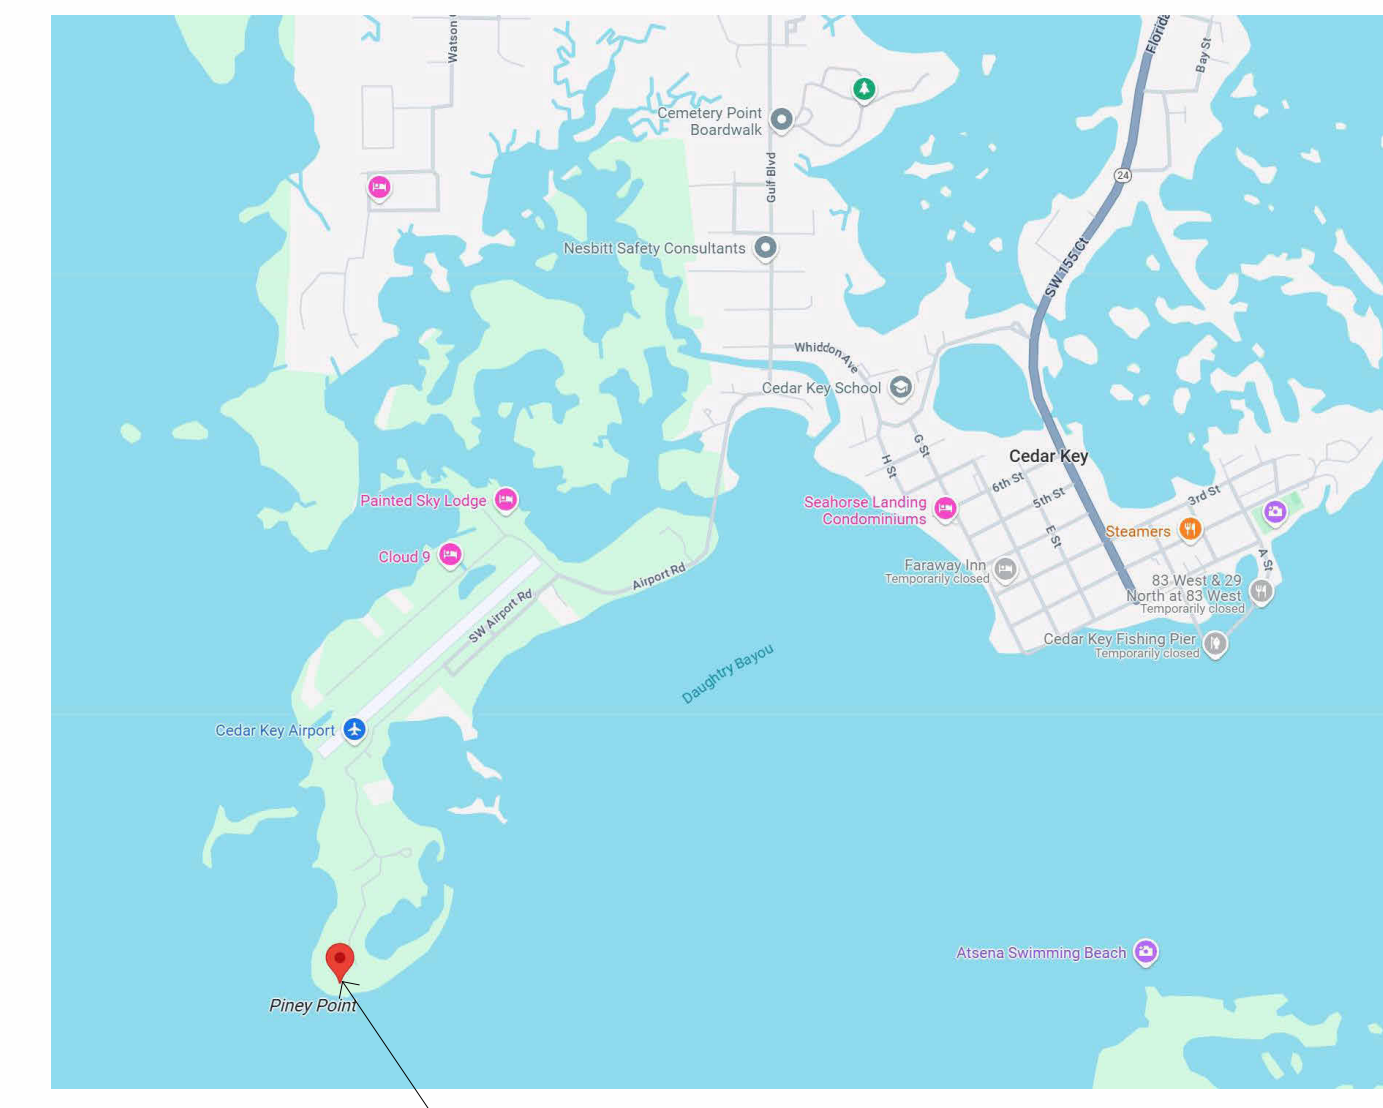 Watson
Florida
Bay St
Cemetery Point
Boardwalk
Gulf Blvd
24
Nesbitt Safety Consultants
SW 155 Ct
Whiddon Ave
Cedar Key School
G St
H St
Cedar Key
6th St
5th St
3rd St
E St
A St
Painted Sky Lodge
Seahorse Landing
Condominiums
Steamers
Cloud 9
Faraway Inn
Temporarily closed
Airport Rd
83 West & 29
North at 83 West
Temporarily closed
SW Airport Rd
Cedar Key Fishing Pier
Temporarily closed
Daughtry Bayou
Cedar Key Airport
Atsena Swimming Beach
Piney Point